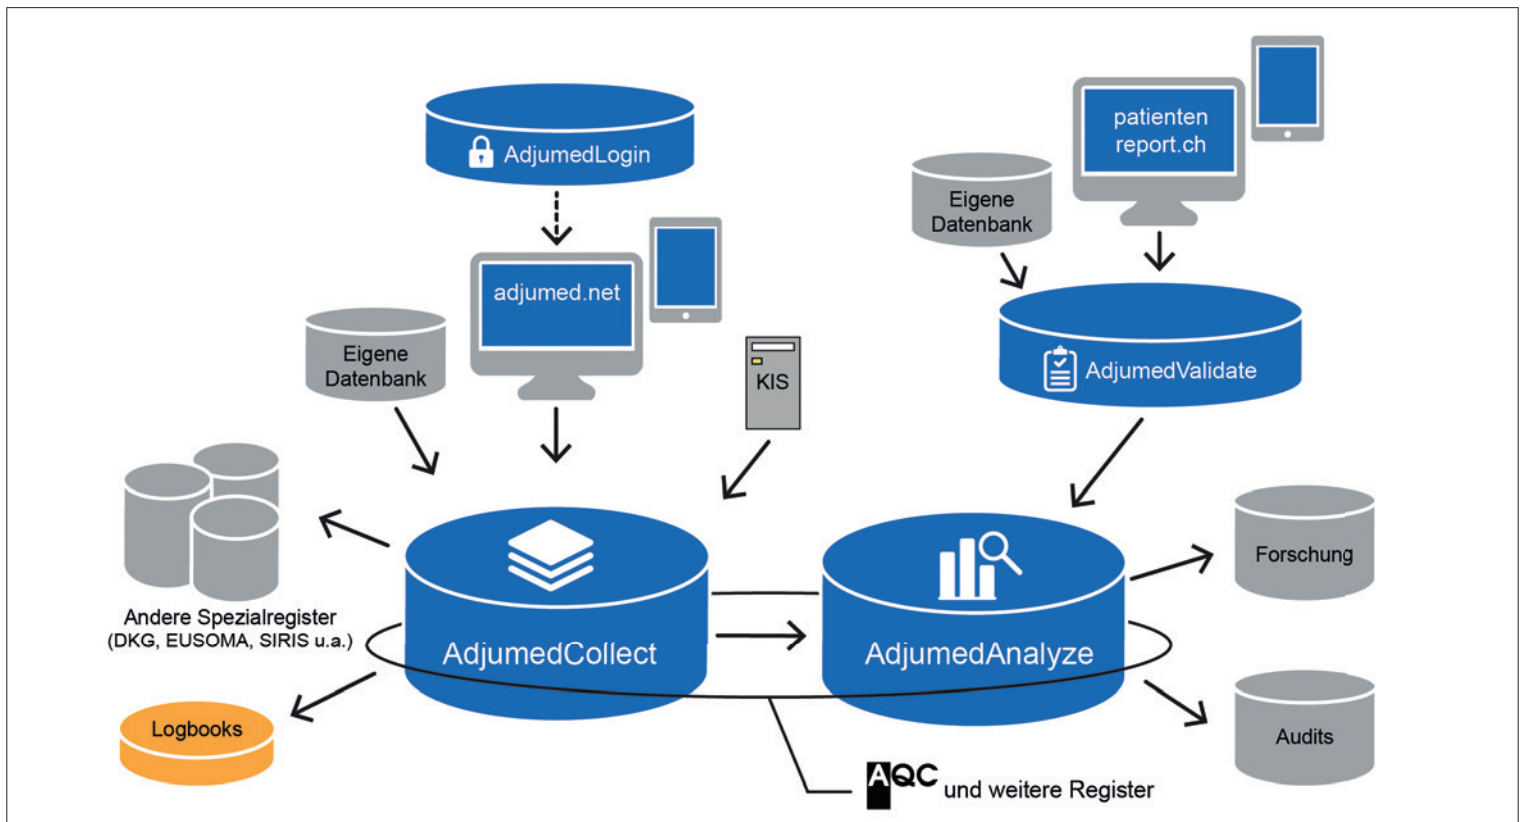 AdjumedLogin
patienten
report.ch
Eigene
Datenbank
adjumed.net
Eigene
Datenbank
KIS
AdjumedValidate
Andere Spezialregister
(DKG, EUSOMA, SIRIS u.a.)
AdjumedCollect
AdjumedAnalyze
Forschung
Logbooks
Audits
AQC und weitere Register